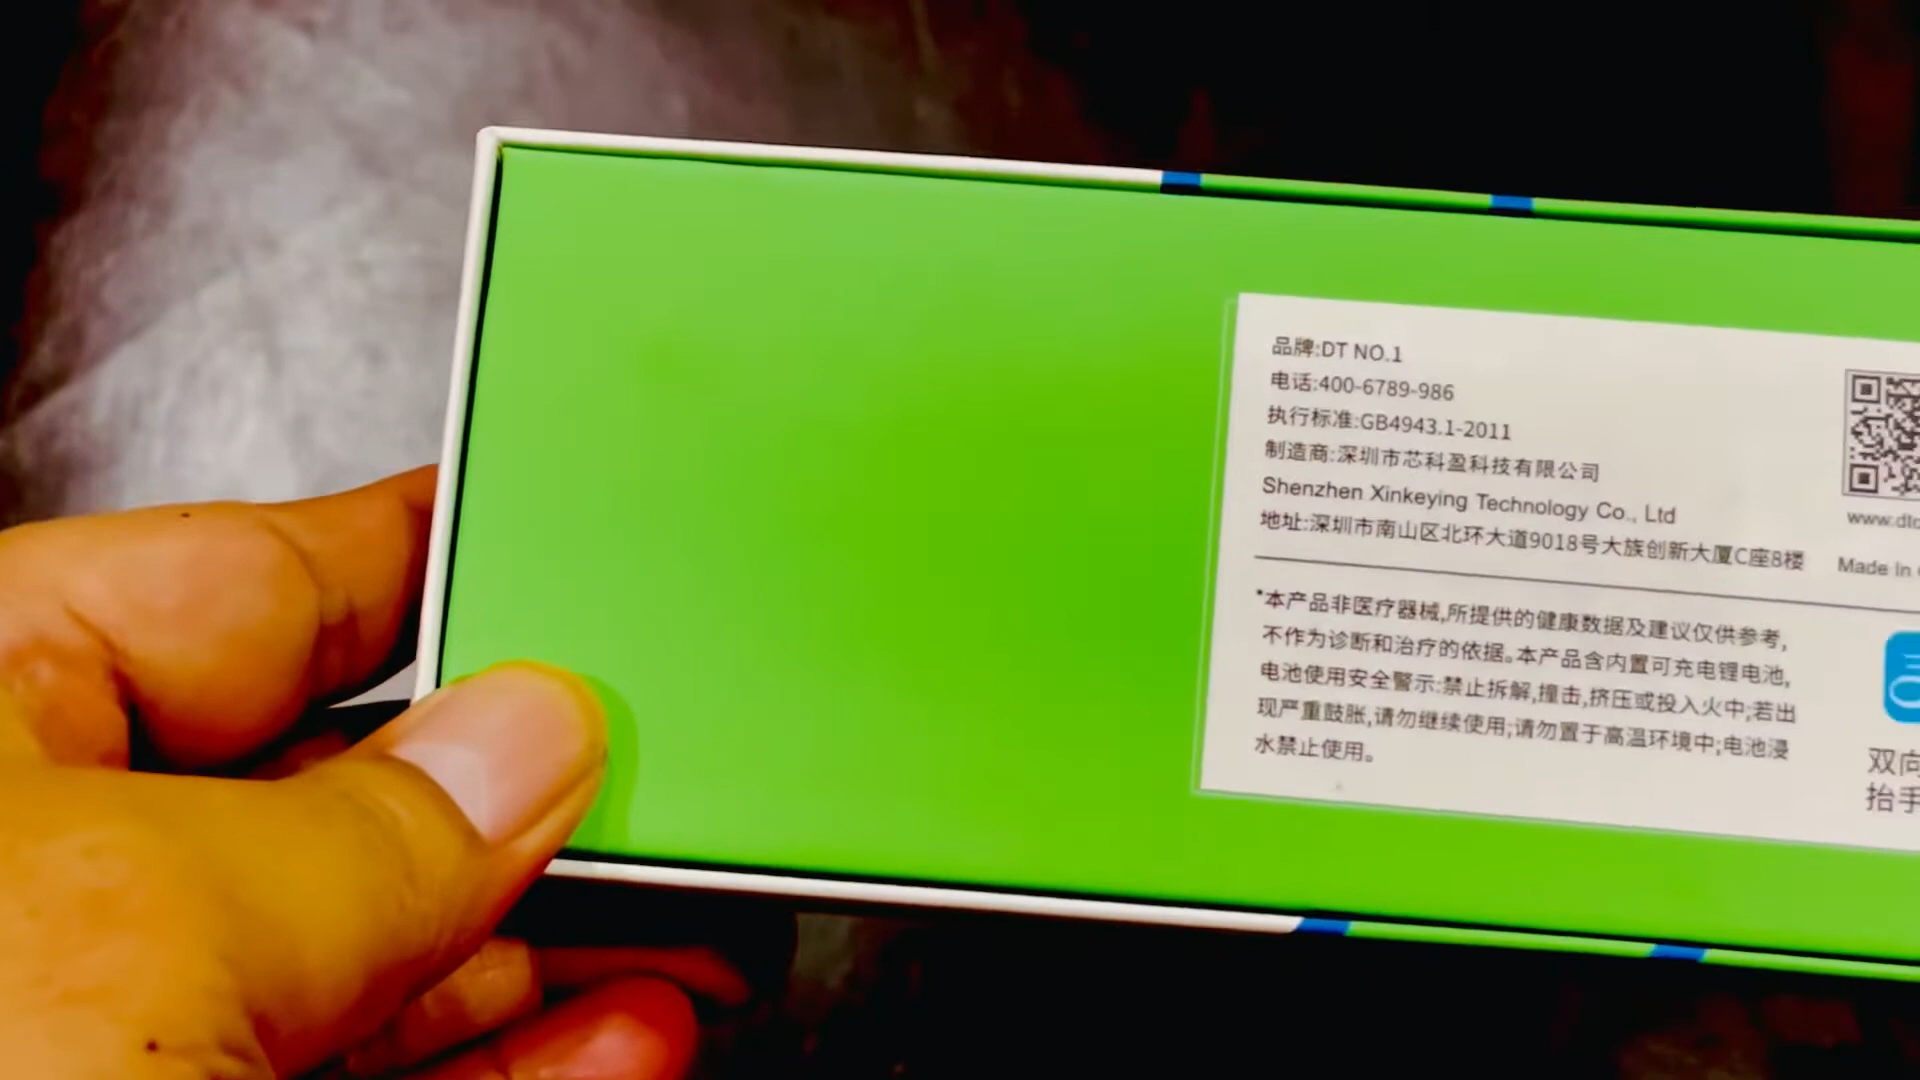 品牌:DT NO.1
电话:400-6789-986
执行标准:GB4943.1-2011
制造商:深圳市芯科盈科技有限公司
Shenzhen Xinkeying Technology Co., Ltd
地址:深圳市南山区北环大道9018号大族创新大厦C座8楼
www.dtc
Made In
*本产品非医疗器械,所提供的健康数据及建议仅供参考,
不作为诊断和治疗的依据。本产品含内置可充电锂电池,
电池使用安全警示:禁止拆解,撞击,挤压或投入火中;若出
现严重鼓胀,请勿继续使用;请勿置于高温环境中;电池浸
水禁止使用。
双向
抬手